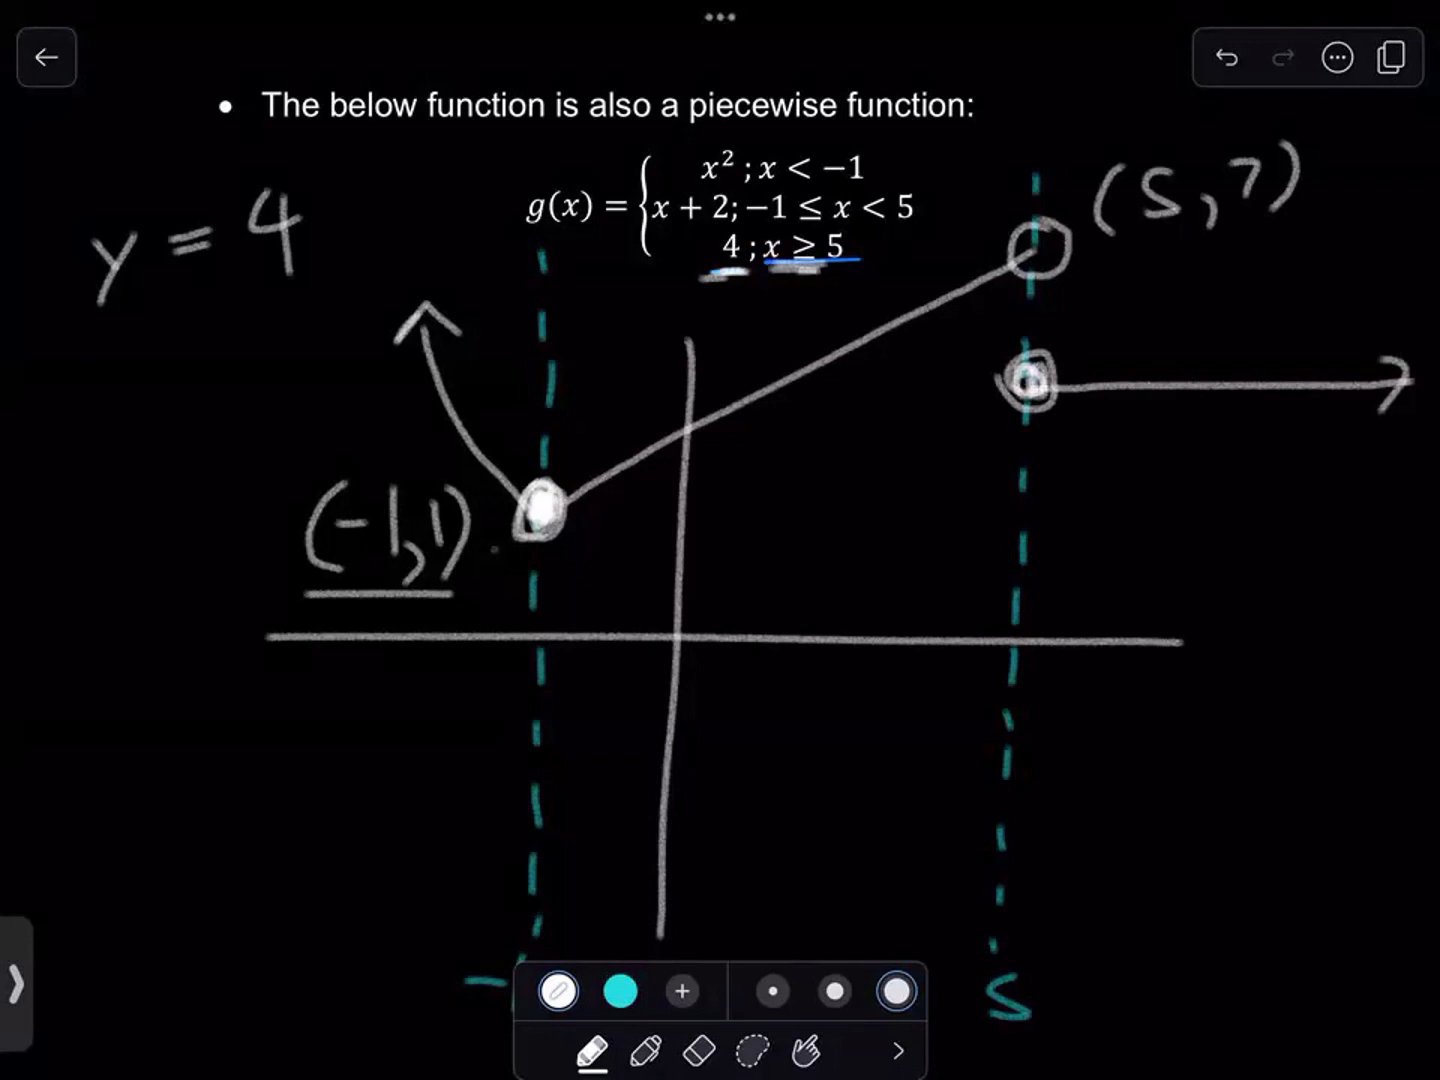 • The below function is also a piecewise function:
x² ; x < −1
g(x) = { x + 2; −1 ≤ x < 5
4 ; x ≥ 5
y = 4
(5, 7)
(-1, 1)
5